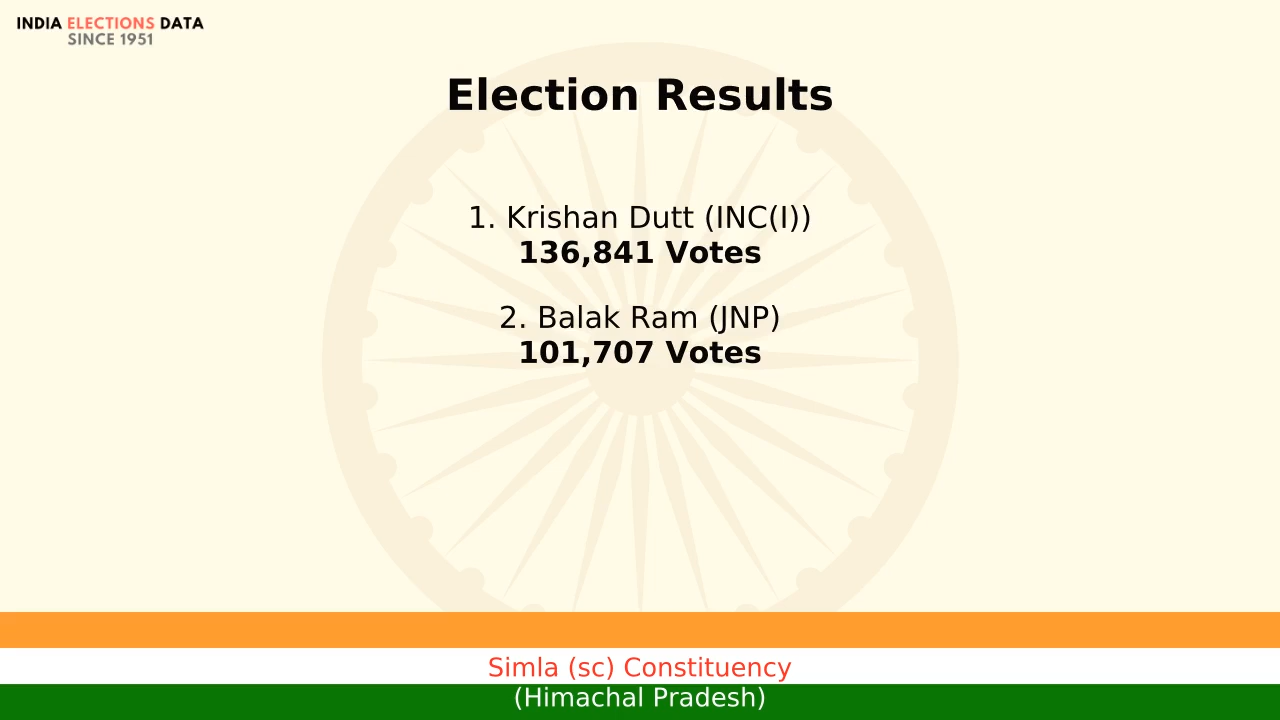 INDIA ELECTIONS DATA
SINCE 1951
Election Results
1. Krishan Dutt (INC(I))
136,841 Votes
2. Balak Ram (JNP)
101,707 Votes
Simla (sc) Constituency
(Himachal Pradesh)